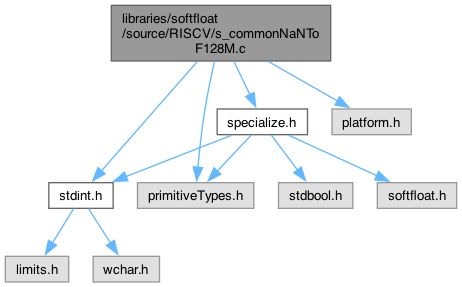 libraries/softfloat
/source/RISCV/s_commonNaNTo
F128M.c
specialize.h
platform.h
stdint.h
primitiveTypes.h
stdbool.h
softfloat.h
limits.h
wchar.h